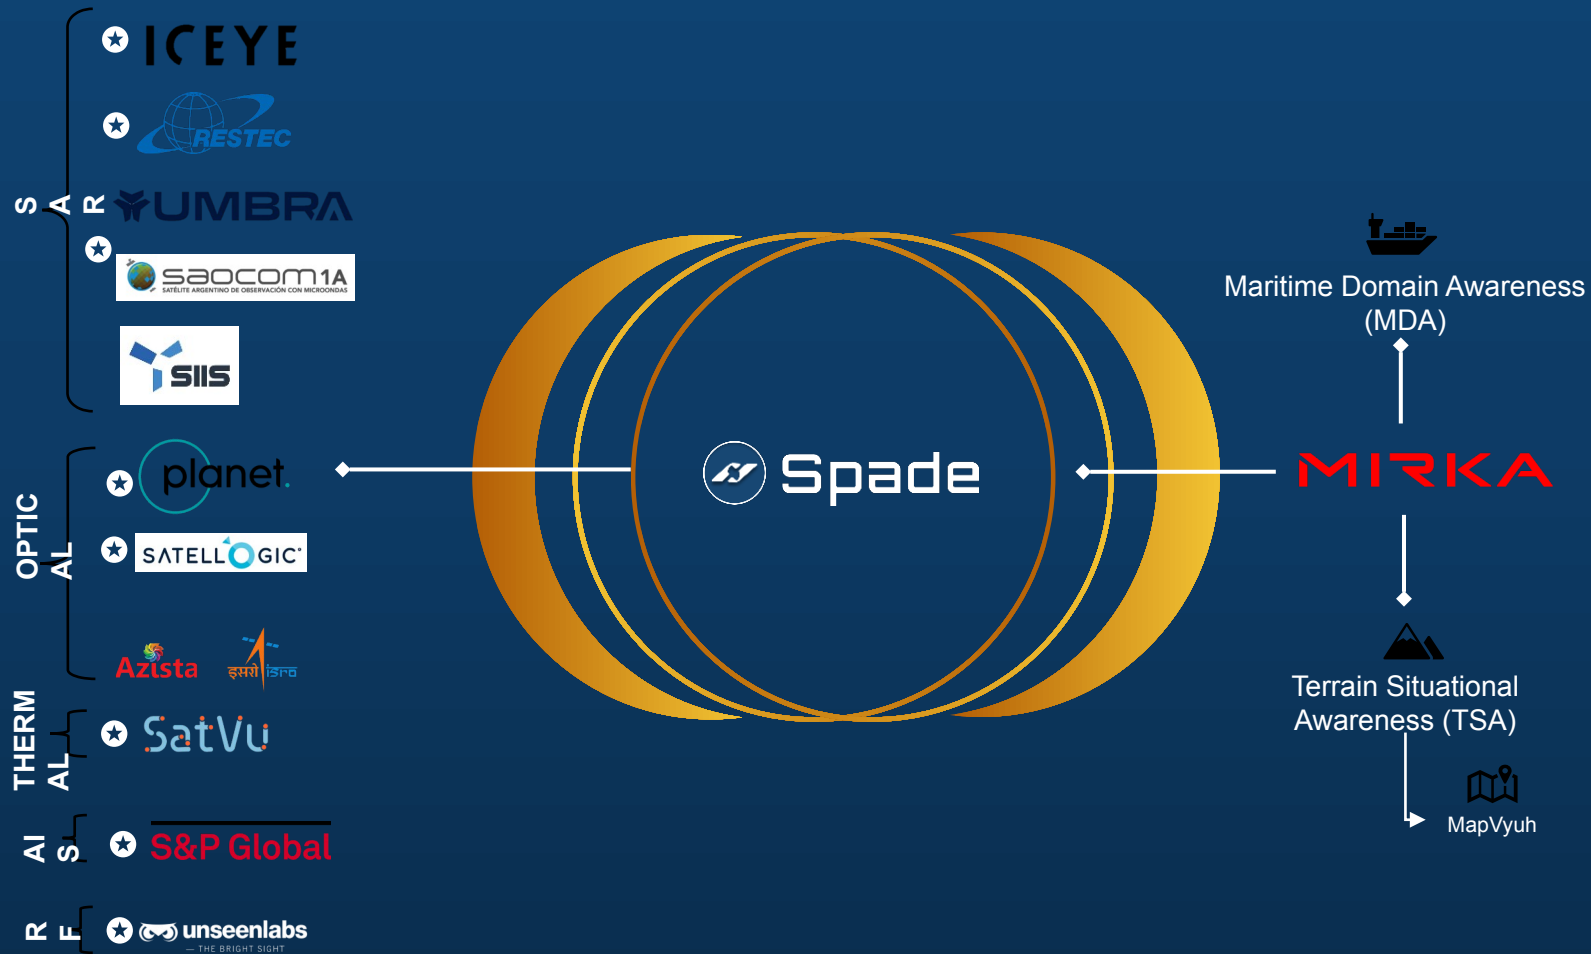 SAR
ICEYE
RESTEC
UMBRA
saocom 1A
SATÉLITE ARGENTINO DE OBSERVACIÓN CON MICROONDAS
SIIS
OPTICAL
planet.
SATELLOGIC
Azista
इसरो isro
THERMAL
SatVu
AIS
S&P Global
RF
unseenlabs
— THE BRIGHT SIGHT
Spade
Maritime Domain Awareness
(MDA)
MIRKA
Terrain Situational
Awareness (TSA)
MapVyuh